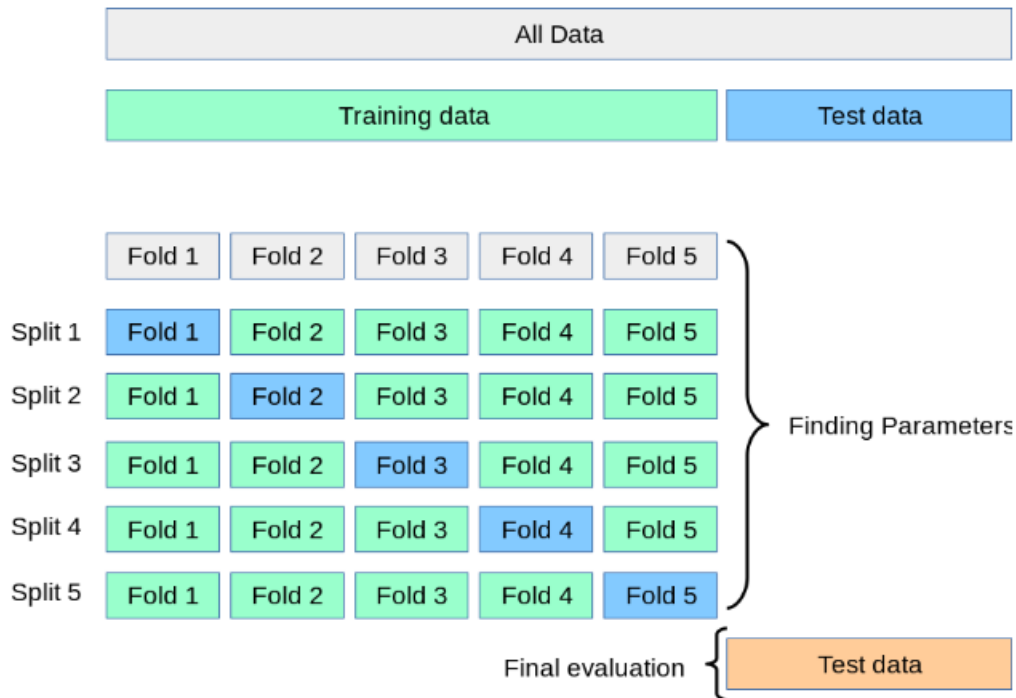 All Data
Training data Test data
Fold 1 Fold 2 Fold 3 Fold 4 Fold 5
Split 1 Fold 1 Fold 2 Fold 3 Fold 4 Fold 5
Split 2 Fold 1 Fold 2 Fold 3 Fold 4 Fold 5
Finding Parameters
Split 3 Fold 1 Fold 2 Fold 3 Fold 4 Fold 5
Split 4 Fold 1 Fold 2 Fold 3 Fold 4 Fold 5
Split 5 Fold 1 Fold 2 Fold 3 Fold 4 Fold 5
Final evaluation Test data